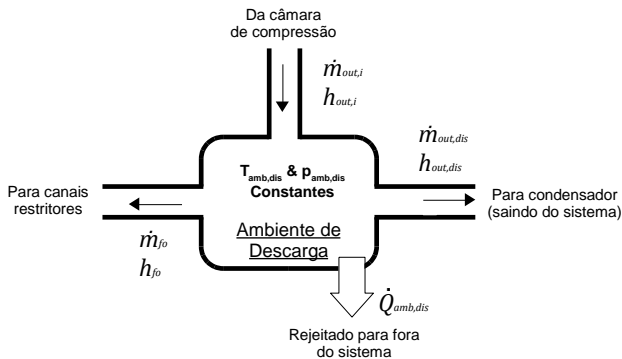 Da câmara
de compressão
ṁout,i
hout,i
ṁout,dis
hout,dis
Tamb,dis & pamb,dis
Constantes
Para canais
restritores
Para condensador
(saindo do sistema)
Ambiente de
Descarga
ṁfo
hfo
Q̇amb,dis
Rejeitado para fora
do sistema